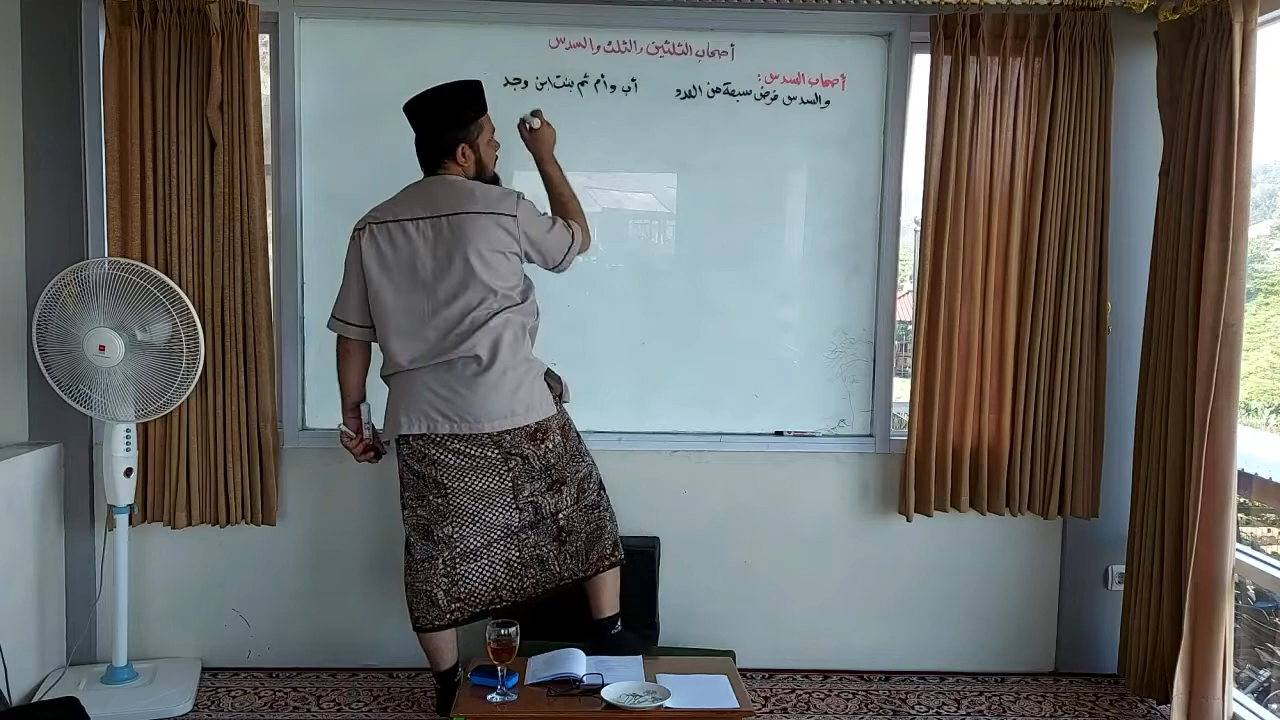 أصحاب الثلثين والثلث والسدس
أصحاب السدس :
والسدس فرض سبعة من العدد
أب وأم ثم بنت ابن وجد